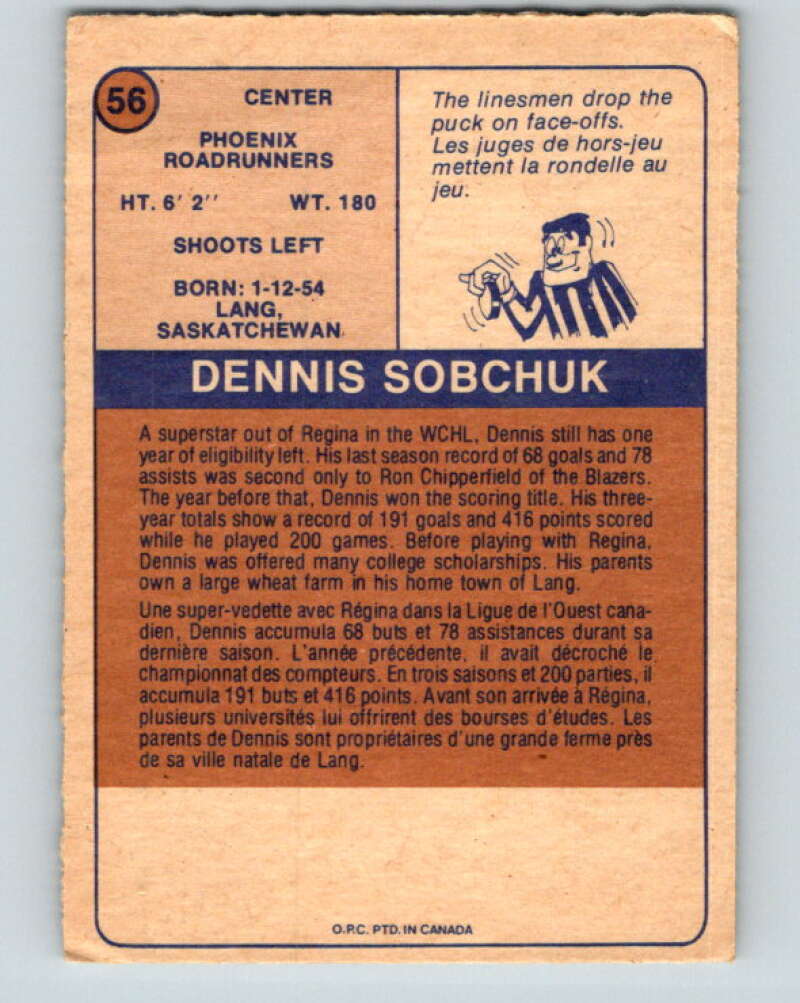 56
CENTER
PHOENIX
ROADRUNNERS
HT. 6' 2'' WT. 180
SHOOTS LEFT
BORN: 1-12-54
LANG,
SASKATCHEWAN
The linesmen drop the
puck on face-offs.
Les juges de hors-jeu
mettent la rondelle au
jeu.
DENNIS SOBCHUK
A superstar out of Regina in the WCHL, Dennis still has one
year of eligibility left. His last season record of 68 goals and 78
assists was second only to Ron Chipperfield of the Blazers.
The year before that, Dennis won the scoring title. His three-
year totals show a record of 191 goals and 416 points scored
while he played 200 games. Before playing with Regina,
Dennis was offered many college scholarships. His parents
own a large wheat farm in his home town of Lang.
Une super-vedette avec Régina dans la Ligue de l'Ouest cana-
dien, Dennis accumula 68 buts et 78 assistances durant sa
dernière saison. L'année précédente, il avait décroché le
championnat des compteurs. En trois saisons et 200 parties, il
accumula 191 buts et 416 points. Avant son arrivée à Régina,
plusieurs universités lui offrirent des bourses d'études. Les
parents de Dennis sont propriétaires d'une grande ferme près
de sa ville natale de Lang.
O.P.C. PTD. IN CANADA